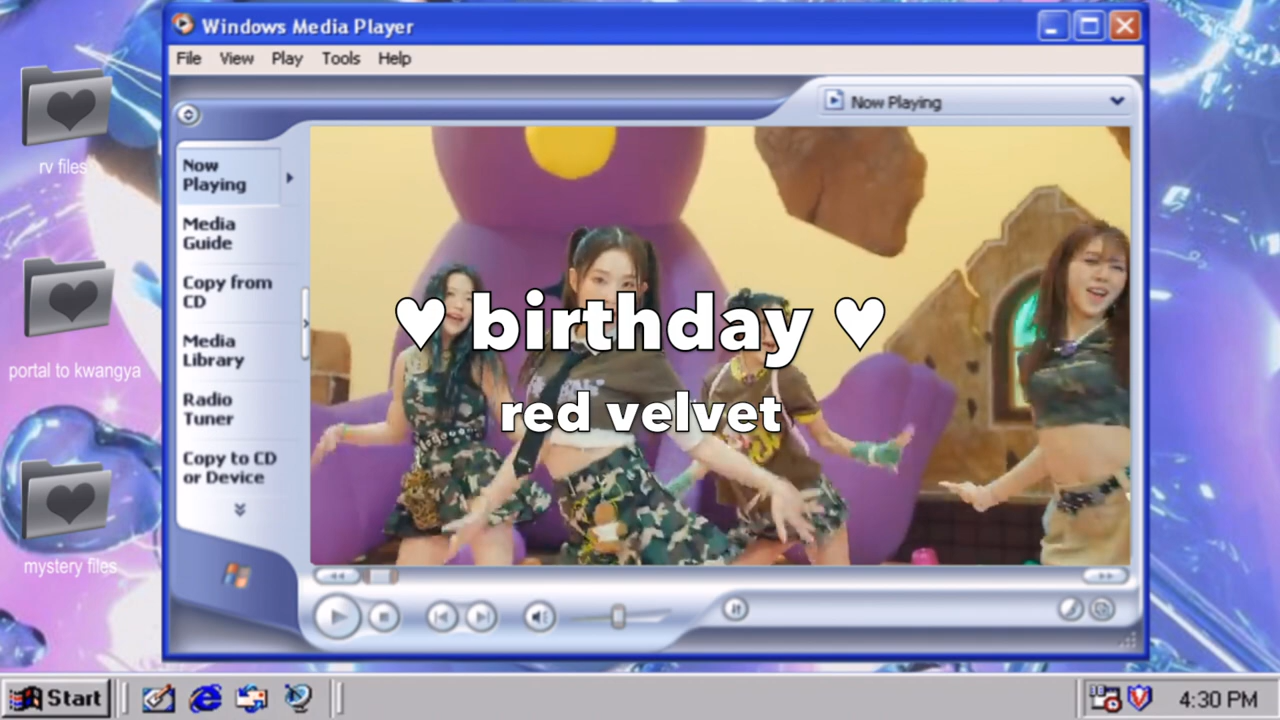 Windows Media Player
File View Play Tools Help
Now Playing
rv files
Now
Playing
Media
Guide
Copy from
CD
♥ birthday ♥
Media
Library
portal to kwangya
Radio
Tuner
red velvet
Copy to CD
or Device
mystery files
Start
4:30 PM